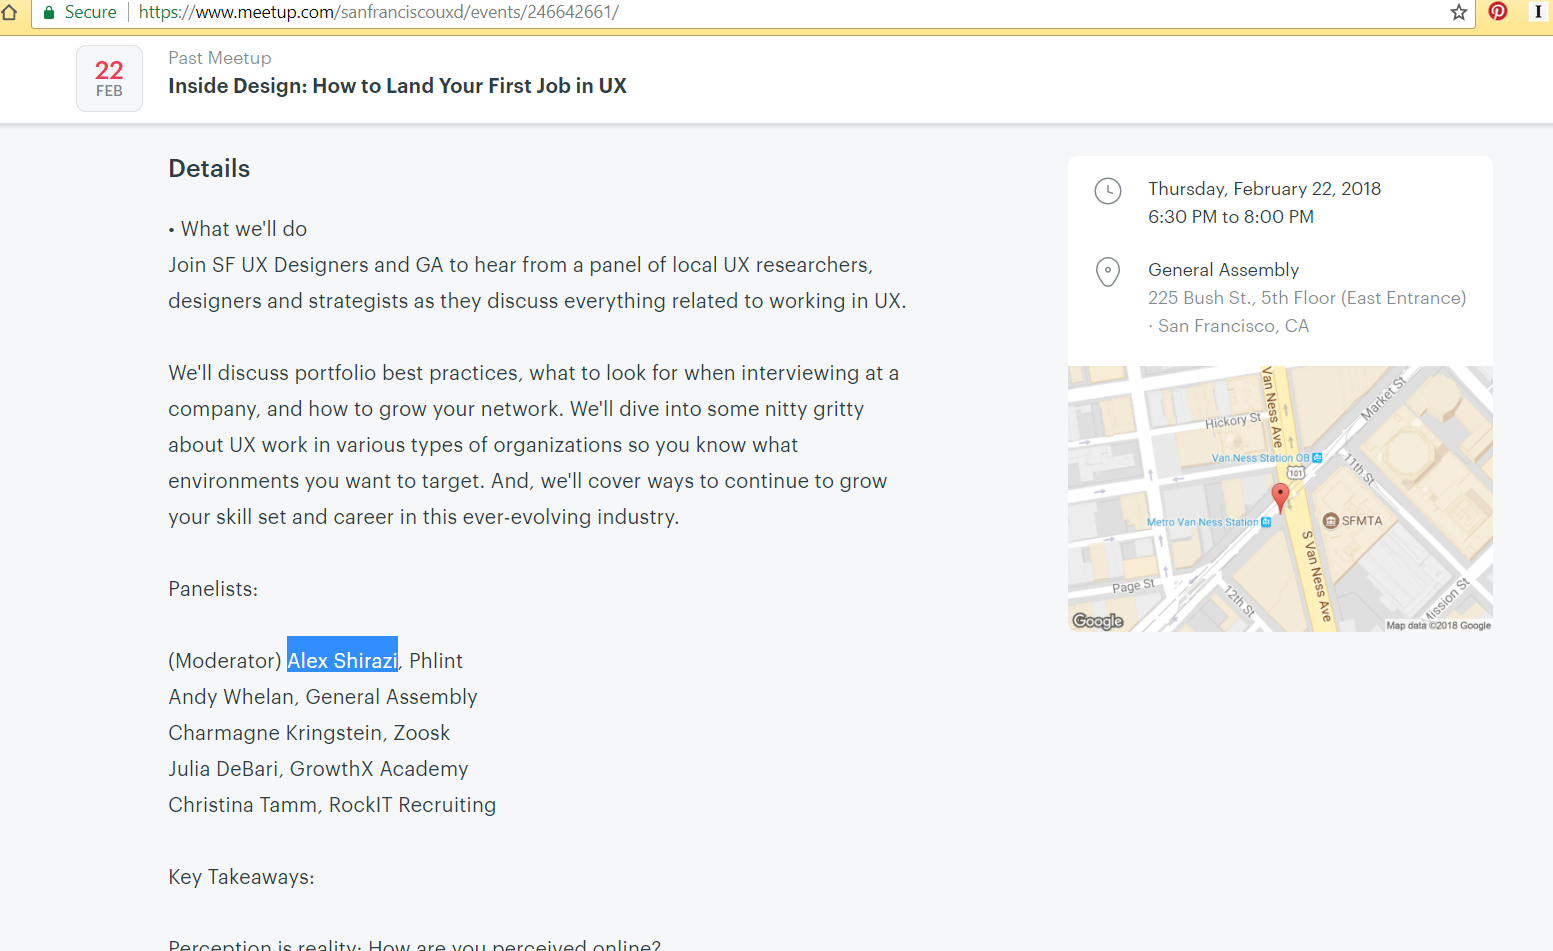 Secure
https://www.meetup.com/sanfranciscouxd/events/246642661/
22
FEB
Past Meetup
Inside Design: How to Land Your First Job in UX
Details
• What we'll do
Join SF UX Designers and GA to hear from a panel of local UX researchers,
designers and strategists as they discuss everything related to working in UX.
We'll discuss portfolio best practices, what to look for when interviewing at a
company, and how to grow your network. We'll dive into some nitty gritty
about UX work in various types of organizations so you know what
environments you want to target. And, we'll cover ways to continue to grow
your skill set and career in this ever-evolving industry.
Panelists:
(Moderator) Alex Shirazi, Phlint
Andy Whelan, General Assembly
Charmagne Kringstein, Zoosk
Julia DeBari, GrowthX Academy
Christina Tamm, RockIT Recruiting
Key Takeaways:
Perception is reality: How are you perceived online?
Thursday, February 22, 2018
6:30 PM to 8:00 PM
General Assembly
225 Bush St., 5th Floor (East Entrance)
· San Francisco, CA
Van Ness Ave
Market St
Hickory St
Van Ness Station OB
11th St
101
Metro Van Ness Station
SFMTA
S Van Ness Ave
Page St
12th St
Mission St
Google
Map data ©2018 Google